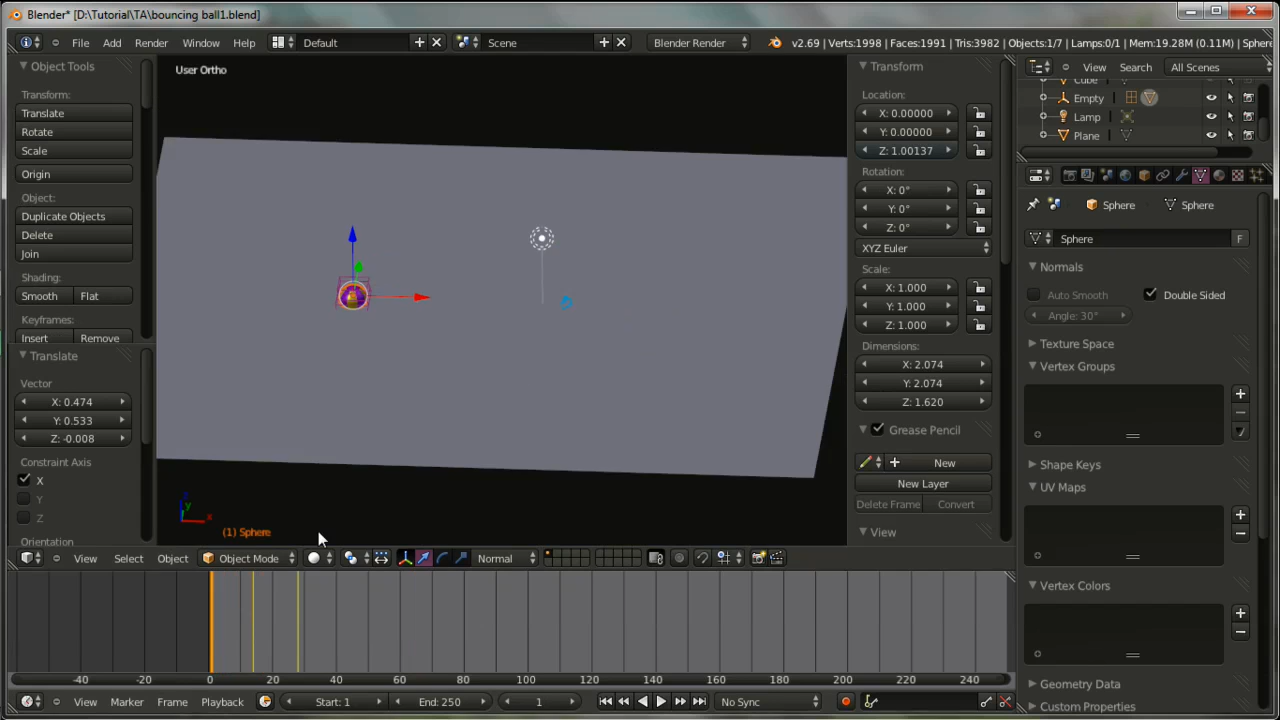 Blender* [D:\Tutorial\TA\bouncing ball1.blend]
File Add Render Window Help Default Scene Blender Render v2.69 | Verts:1998 | Faces:1991 | Tris:3982 | Objects:1/7 | Lamps:0/1 | Mem:19.28M (0.11M) | Sphere
Object Tools
Transform:
Translate
Rotate
Scale
Origin
Object:
Duplicate Objects
Delete
Join
Shading:
Smooth Flat
Keyframes:
Insert Remove
Translate
Vector
X: 0.474
Y: 0.533
Z: -0.008
Constraint Axis
X
Y
Z
Orientation
User Ortho
(1) Sphere
Transform
Location:
X: 0.00000
Y: 0.00000
Z: 1.00137
Rotation:
X: 0°
Y: 0°
Z: 0°
XYZ Euler
Scale:
X: 1.000
Y: 1.000
Z: 1.000
Dimensions:
X: 2.074
Y: 2.074
Z: 1.620
Grease Pencil
New
New Layer
Delete Frame Convert
View
View Search All Scenes
Cube
Empty
Lamp
Plane
Sphere Sphere
Sphere F
Normals
Auto Smooth Double Sided
Angle: 30°
Texture Space
Vertex Groups
Shape Keys
UV Maps
Vertex Colors
Geometry Data
Custom Properties
View Select Object Object Mode Normal
-40 -20 0 20 40 60 80 100 120 140 160 180 200 220 240
View Marker Frame Playback Start: 1 End: 250 1 No Sync